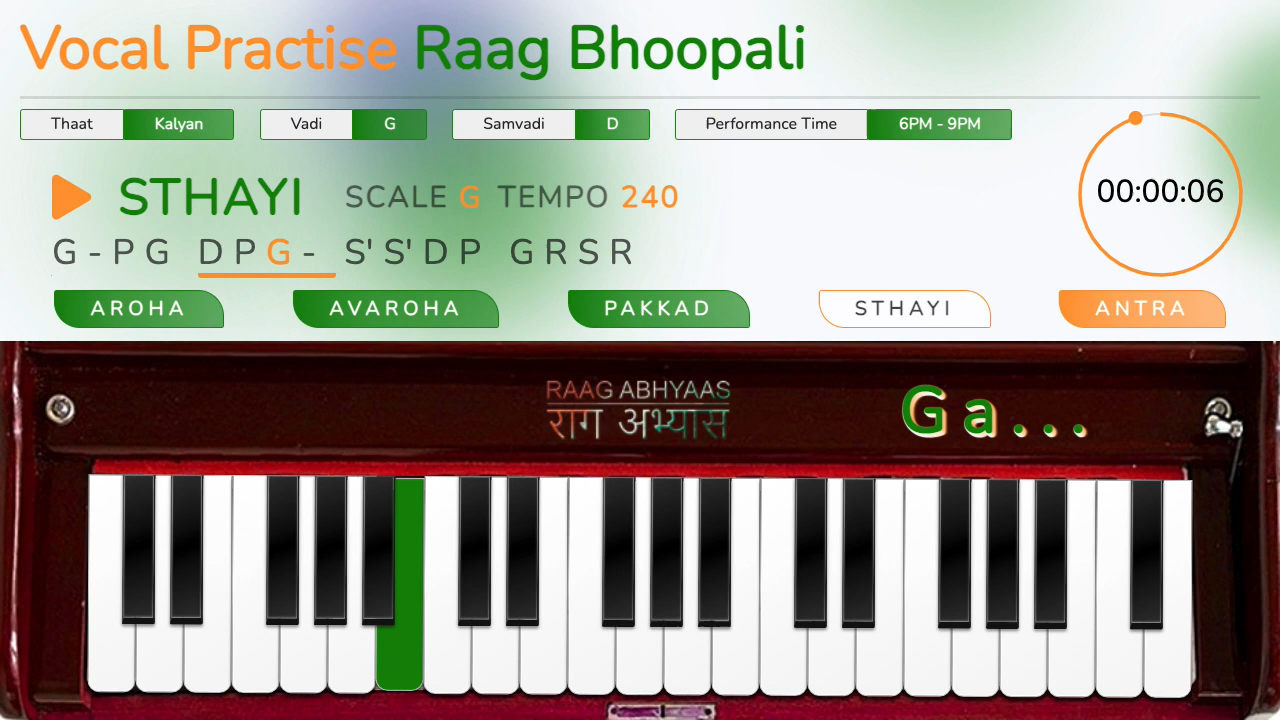 Vocal Practise Raag Bhoopali
Thaat Kalyan Vadi G Samvadi D Performance Time 6PM - 9PM
00:00:06
STHAYI SCALE G TEMPO 240
G - P G D P G - S' S' D P G R S R
AROHA AVAROHA PAKKAD STHAYI ANTRA
RAAG ABHYAAS
राग अभ्यास
Ga...